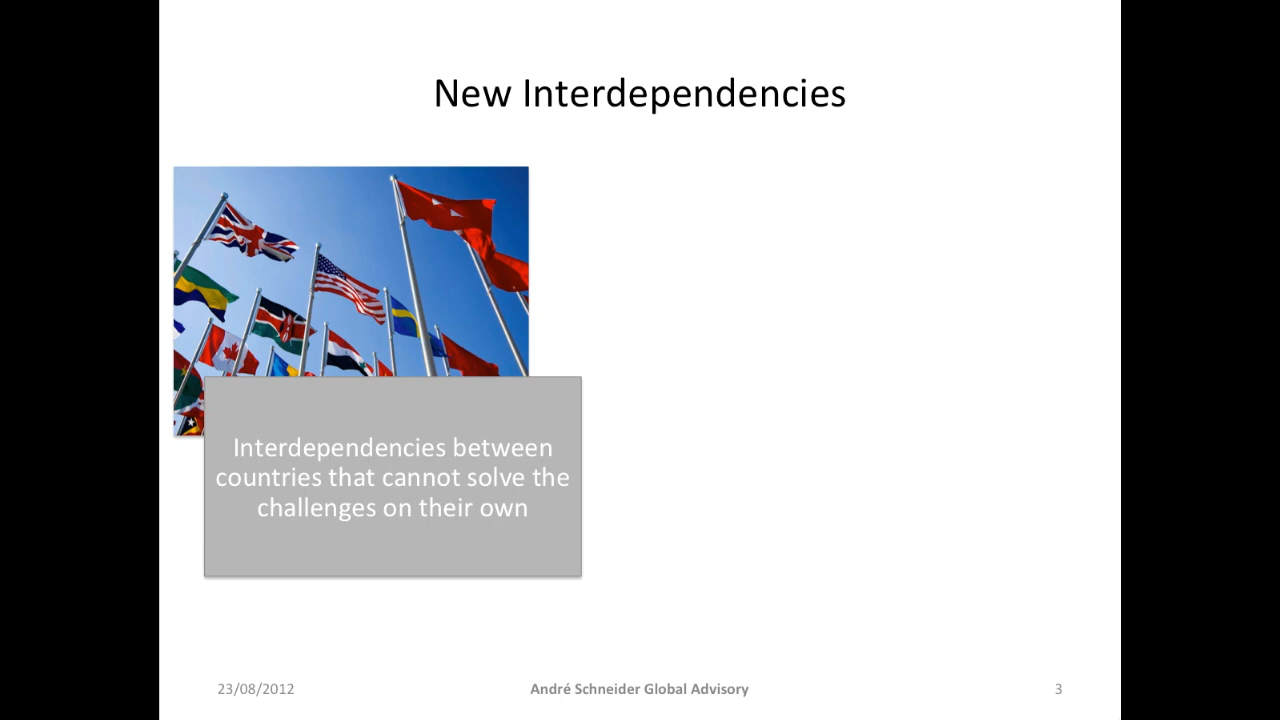 New Interdependencies
Interdependencies between
countries that cannot solve the
challenges on their own
23/08/2012
André Schneider Global Advisory
3